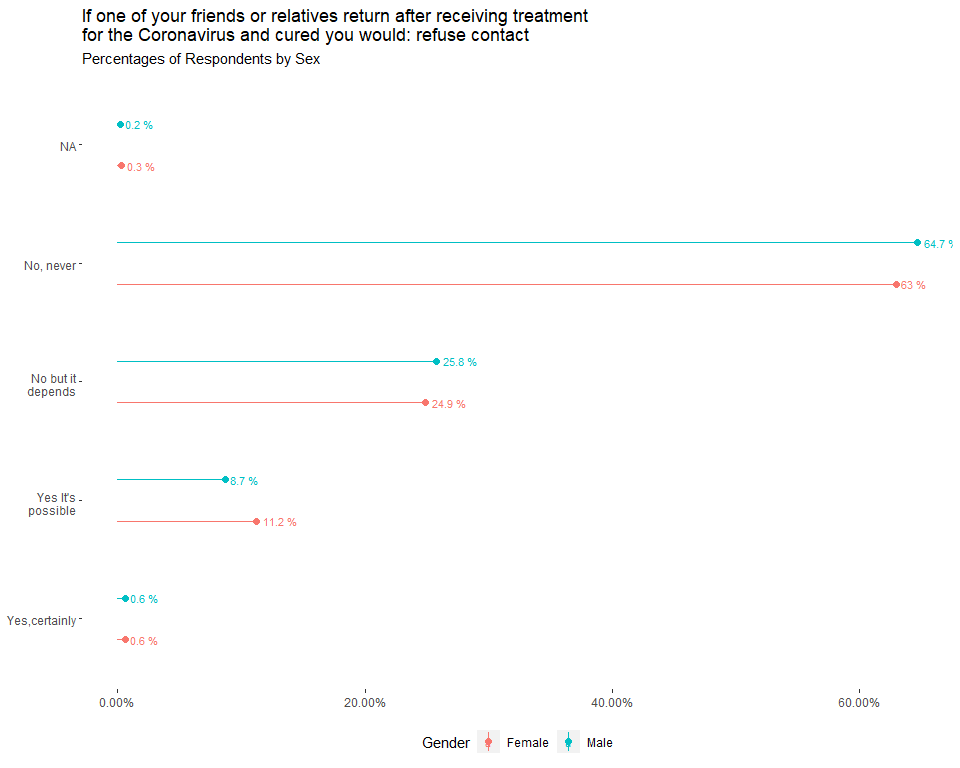 If one of your friends or relatives return after receiving treatment
for the Coronavirus and cured you would: refuse contact
Percentages of Respondents by Sex
0.2 %
NA
0.3 %
64.7 %
No, never
63 %
25.8 %
No but it
depends
24.9 %
8.7 %
Yes It's
possible
11.2 %
0.6 %
Yes,certainly
0.6 %
0.00% 20.00% 40.00% 60.00%
Gender Female Male